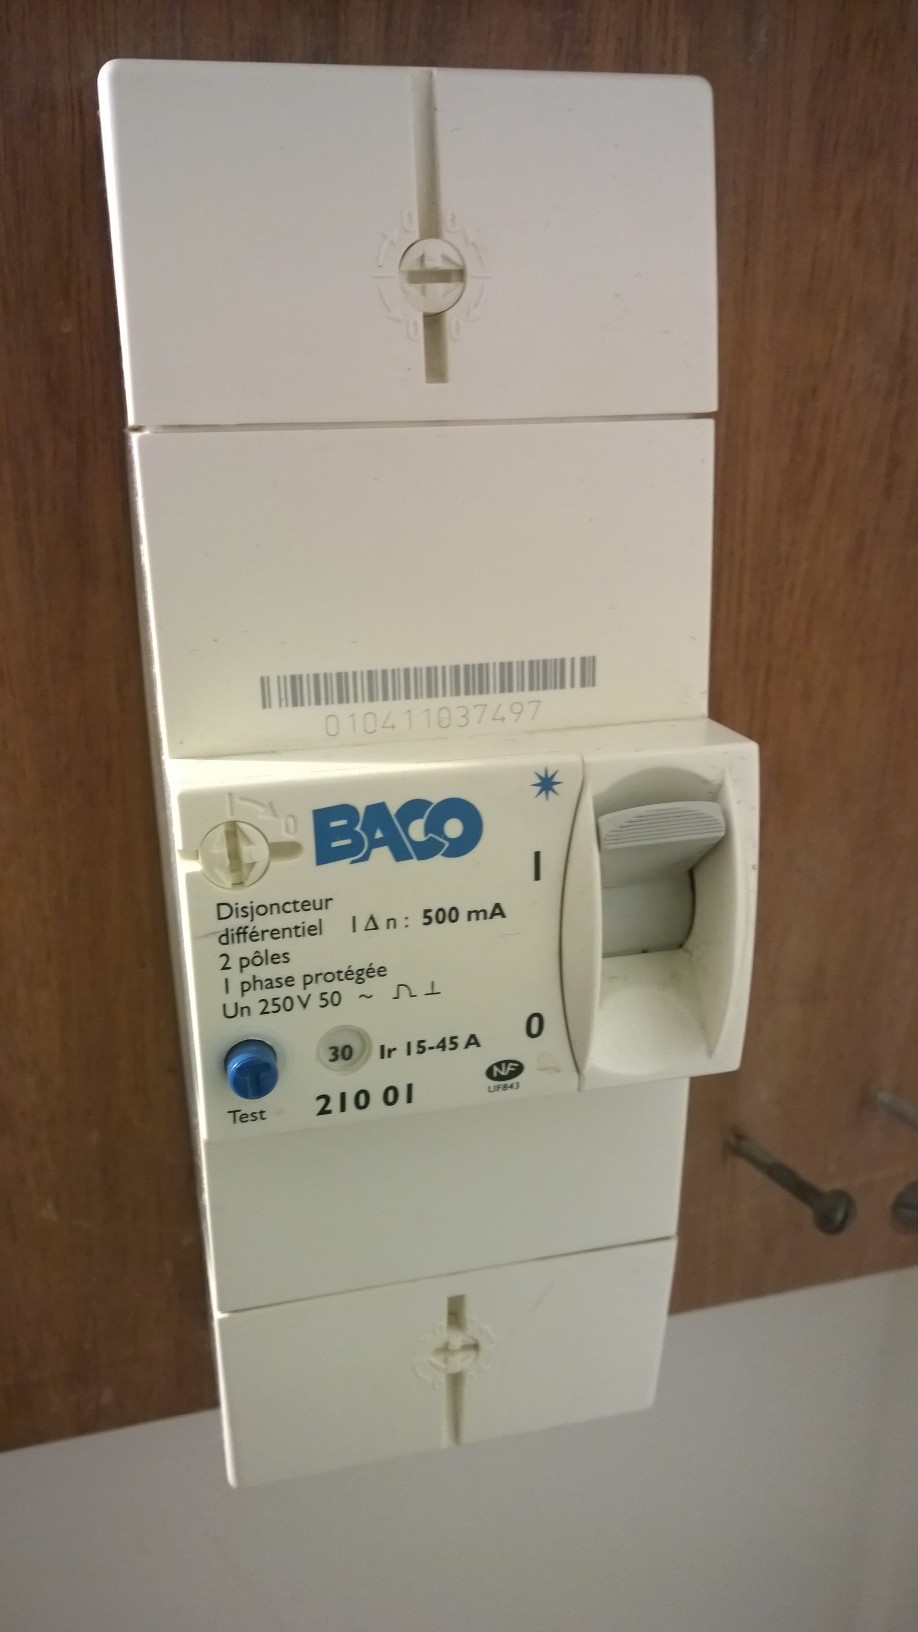 010411037497
BACO
I
Disjoncteur
différentiel I Δ n : 500 mA
2 pôles
1 phase protégée
Un 250 V 50 ~
0
30 Ir 15-45 A
NF
Test 210 01